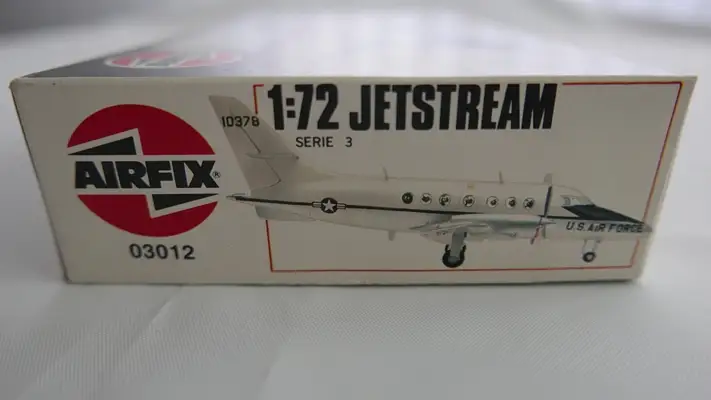 1:72 JETSTREAM
SERIE 3
AIRFIX®
03012
10378
U.S. AIR FORCE